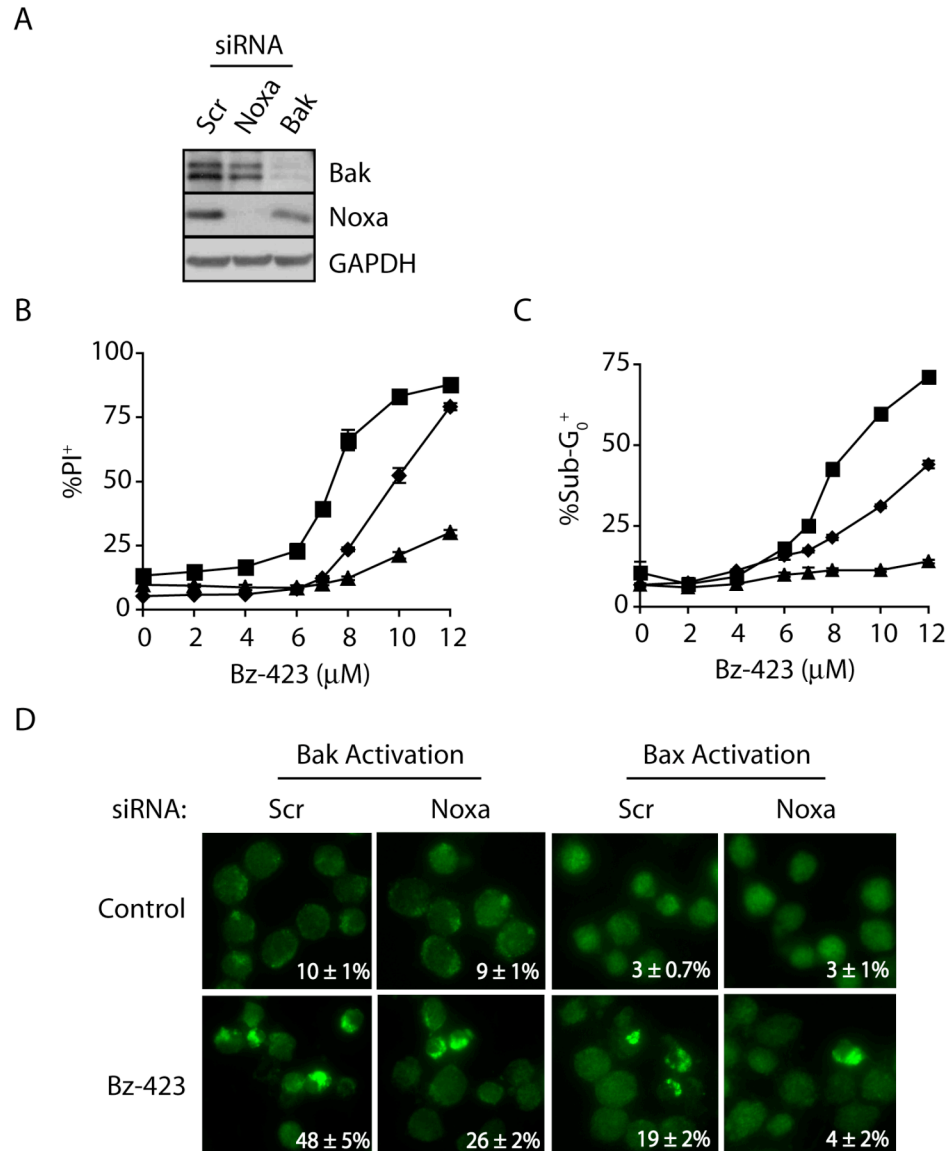 A
siRNA
Scr Noxa Bak
Bak
Noxa
GAPDH
B
100
75
50
25
0
%PI⁺
0 2 4 6 8 10 12
Bz-423 (μM)
C
75
50
25
0
%Sub-G₀⁺
0 2 4 6 8 10 12
Bz-423 (μM)
D
Bak Activation Bax Activation
siRNA: Scr Noxa Scr Noxa
Control
10 ± 1% 9 ± 1% 3 ± 0.7% 3 ± 1%
Bz-423
48 ± 5% 26 ± 2% 19 ± 2% 4 ± 2%